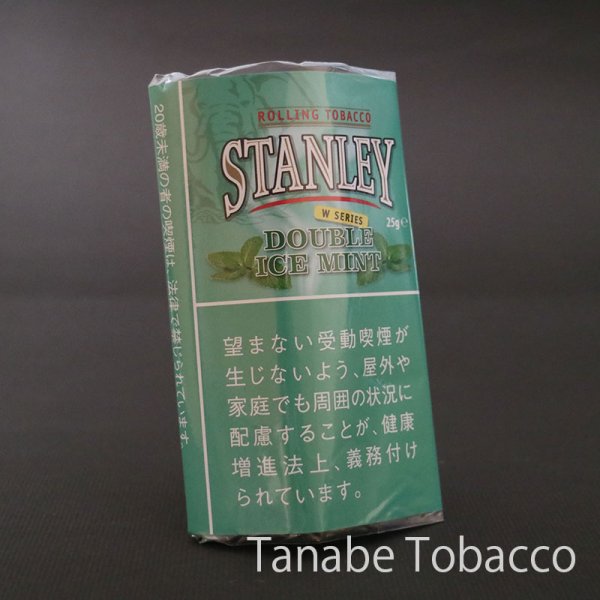 ROLLING TOBACCO
STANLEY
W SERIES
25g e
DOUBLE
ICE MINT
望まない受動喫煙が
生じないよう、屋外や
家庭でも周囲の状況に
配慮することが、健康
増進法上、義務付け
られています。
20歳未満の者の喫煙は、法律で禁じられています。
Tanabe Tobacco